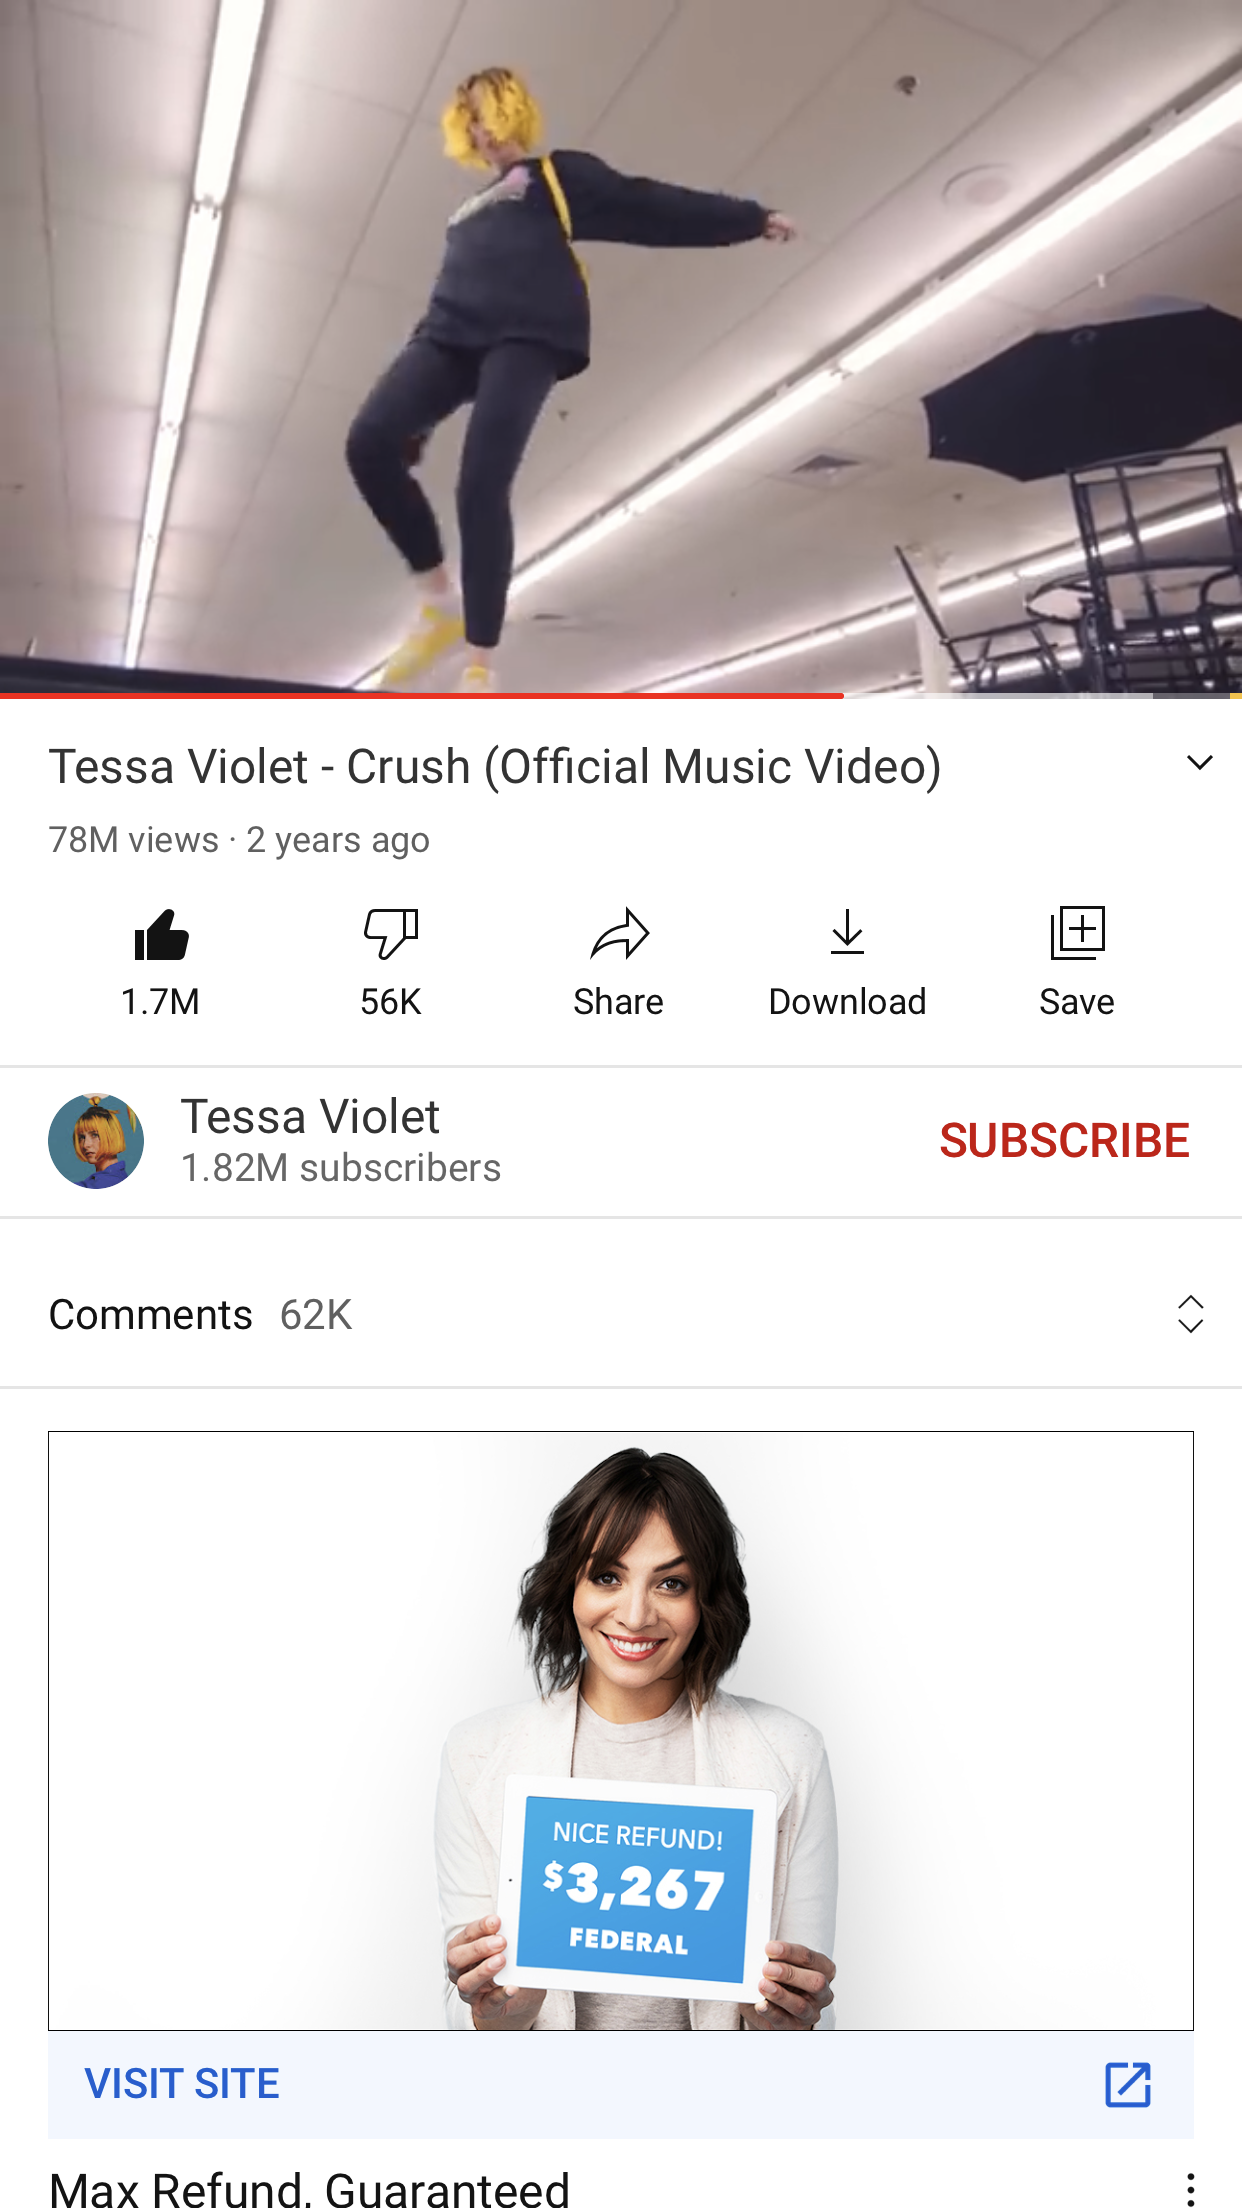 Tessa Violet - Crush (Official Music Video)
78M views · 2 years ago
1.7M
56K
Share
Download
Save
Tessa Violet
1.82M subscribers
SUBSCRIBE
Comments 62K
NICE REFUND!
$3,267
FEDERAL
VISIT SITE
Max Refund, Guaranteed